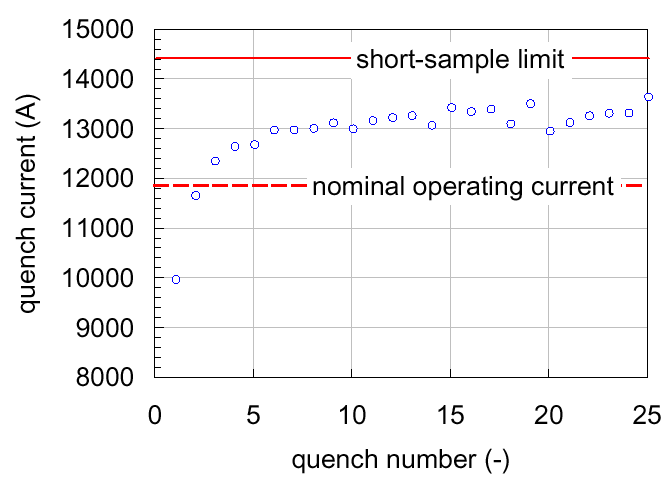 15000
14000
13000
12000
11000
10000
9000
8000
quench current (A)
short-sample limit
nominal operating current
0 5 10 15 20 25
quench number (-)